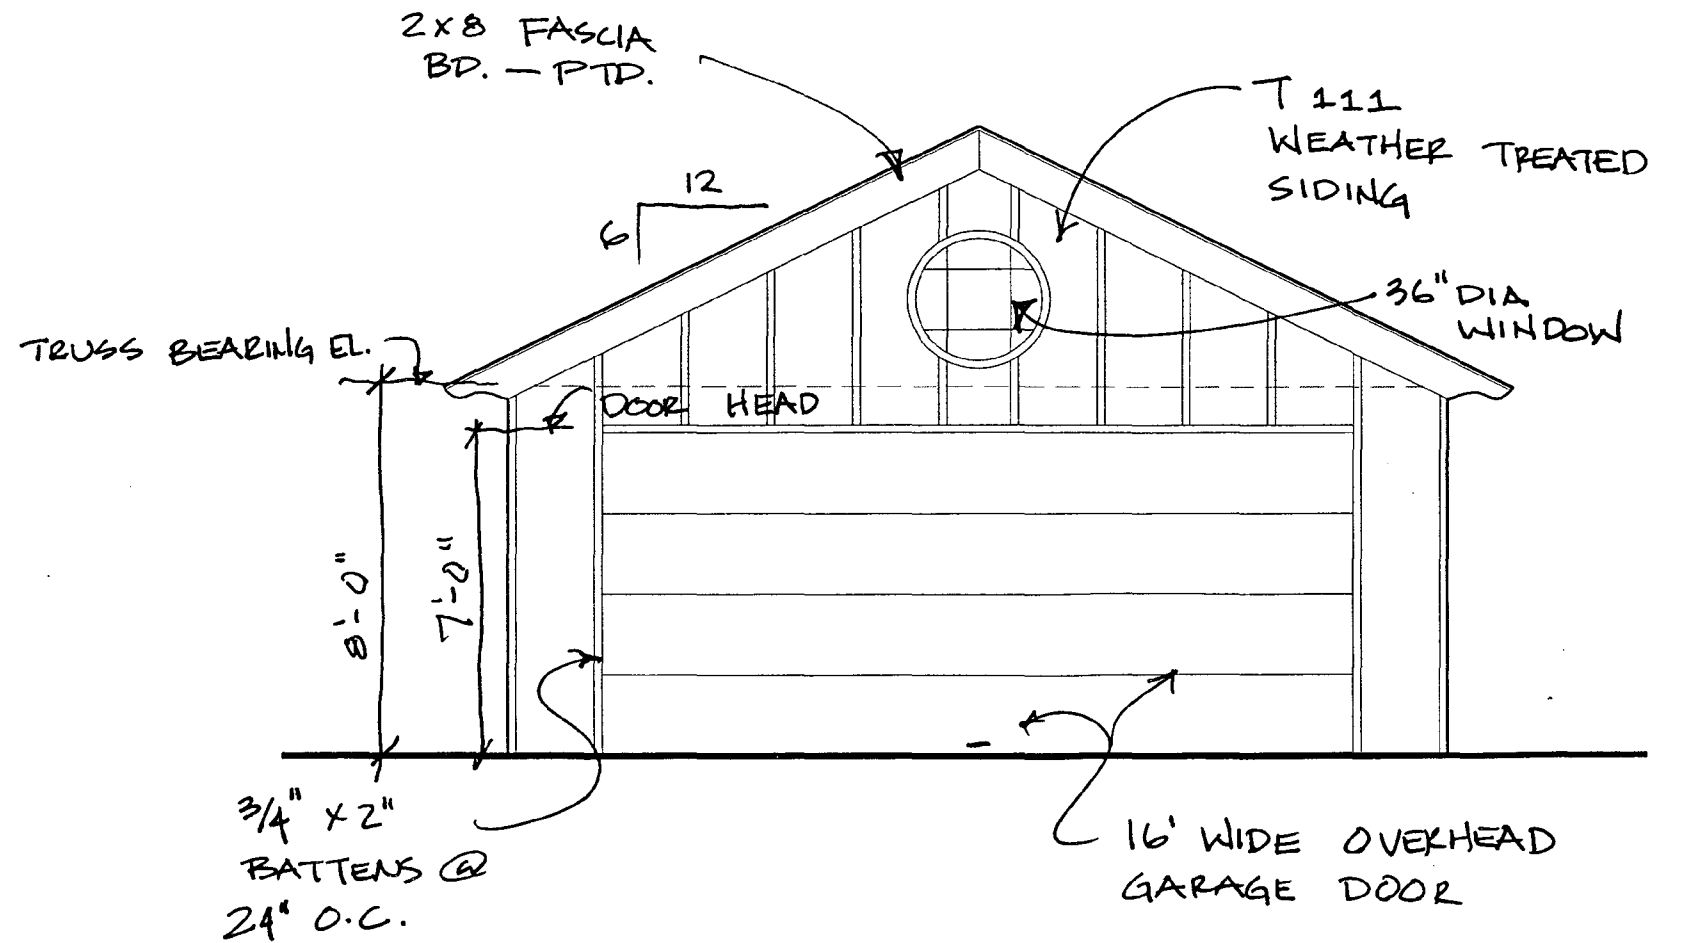 2x8 FASCIA
BD. — PTD.
T 111
WEATHER TREATED
SIDING
12
6
36" DIA
WINDOW
TRUSS BEARING EL.
DOOR HEAD
8'-0"
7'-0"
3/4" x 2"
BATTENS @
24" O.C.
16' WIDE OVERHEAD
GARAGE DOOR